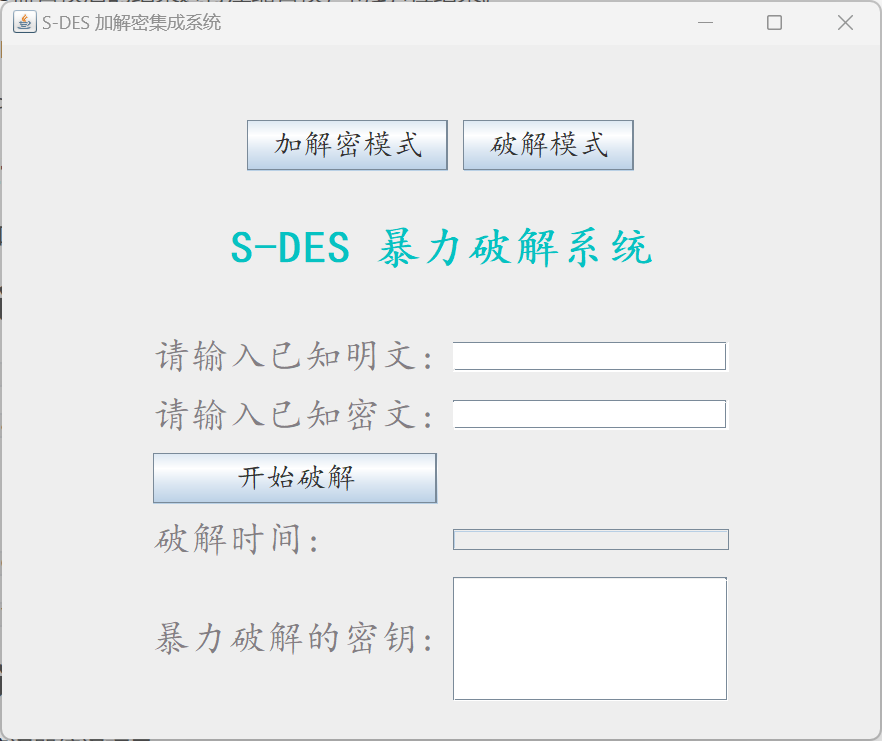 S-DES 加解密集成系统
加解密模式 破解模式
S-DES 暴力破解系统
请输入已知明文：
请输入已知密文：
开始破解
破解时间：
暴力破解的密钥：